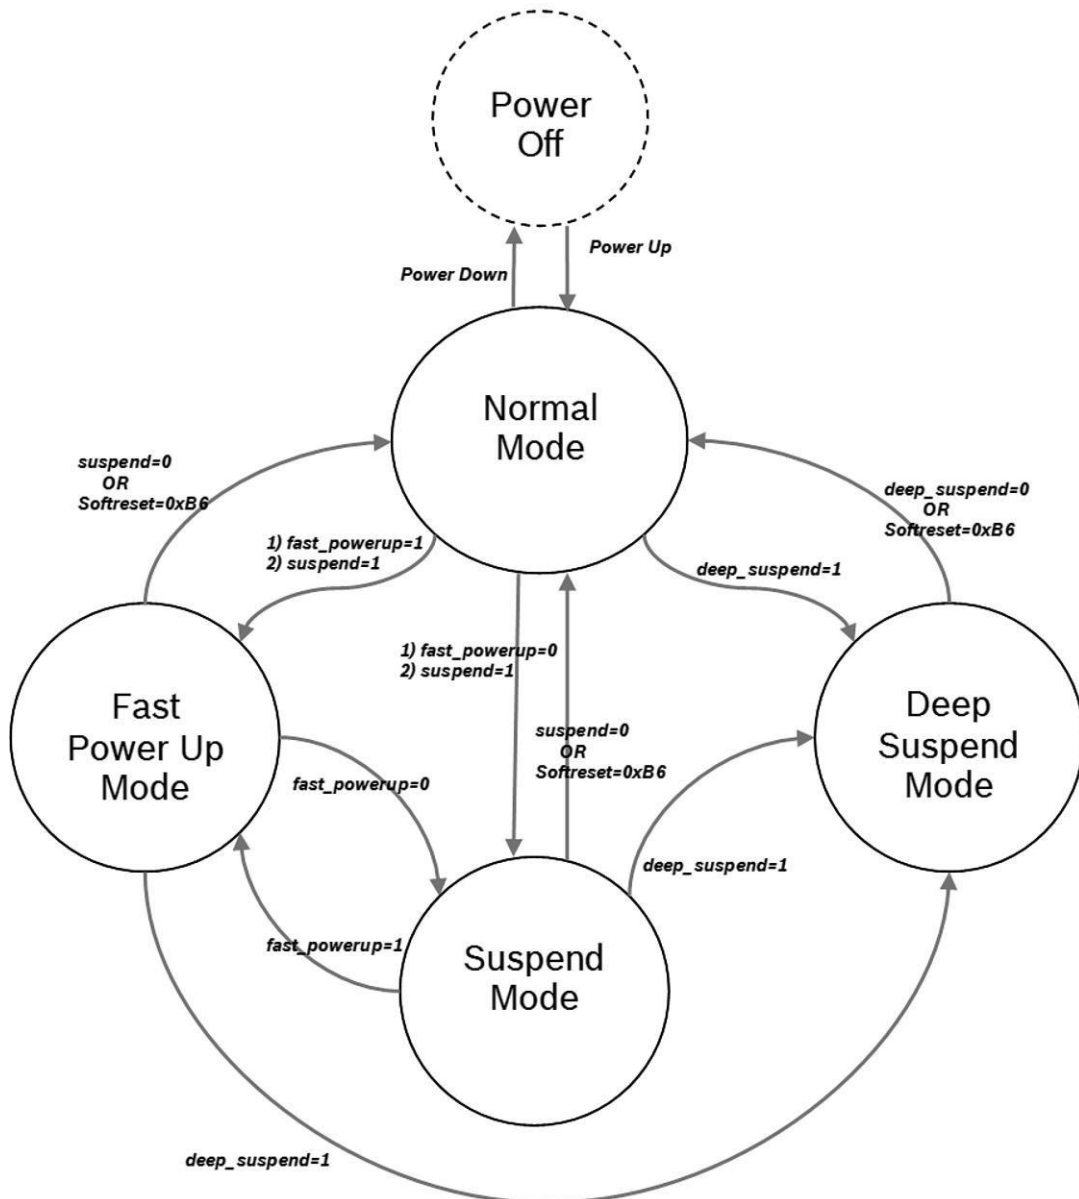 Power
Off
Power Up
Power Down
Normal
Mode
suspend=0
OR
Softreset=0xB6
deep_suspend=0
OR
Softreset=0xB6
1) fast_powerup=1
2) suspend=1
deep_suspend=1
1) fast_powerup=0
2) suspend=1
Fast
Power Up
Mode
Deep
Suspend
Mode
suspend=0
OR
Softreset=0xB6
fast_powerup=0
deep_suspend=1
fast_powerup=1
Suspend
Mode
deep_suspend=1